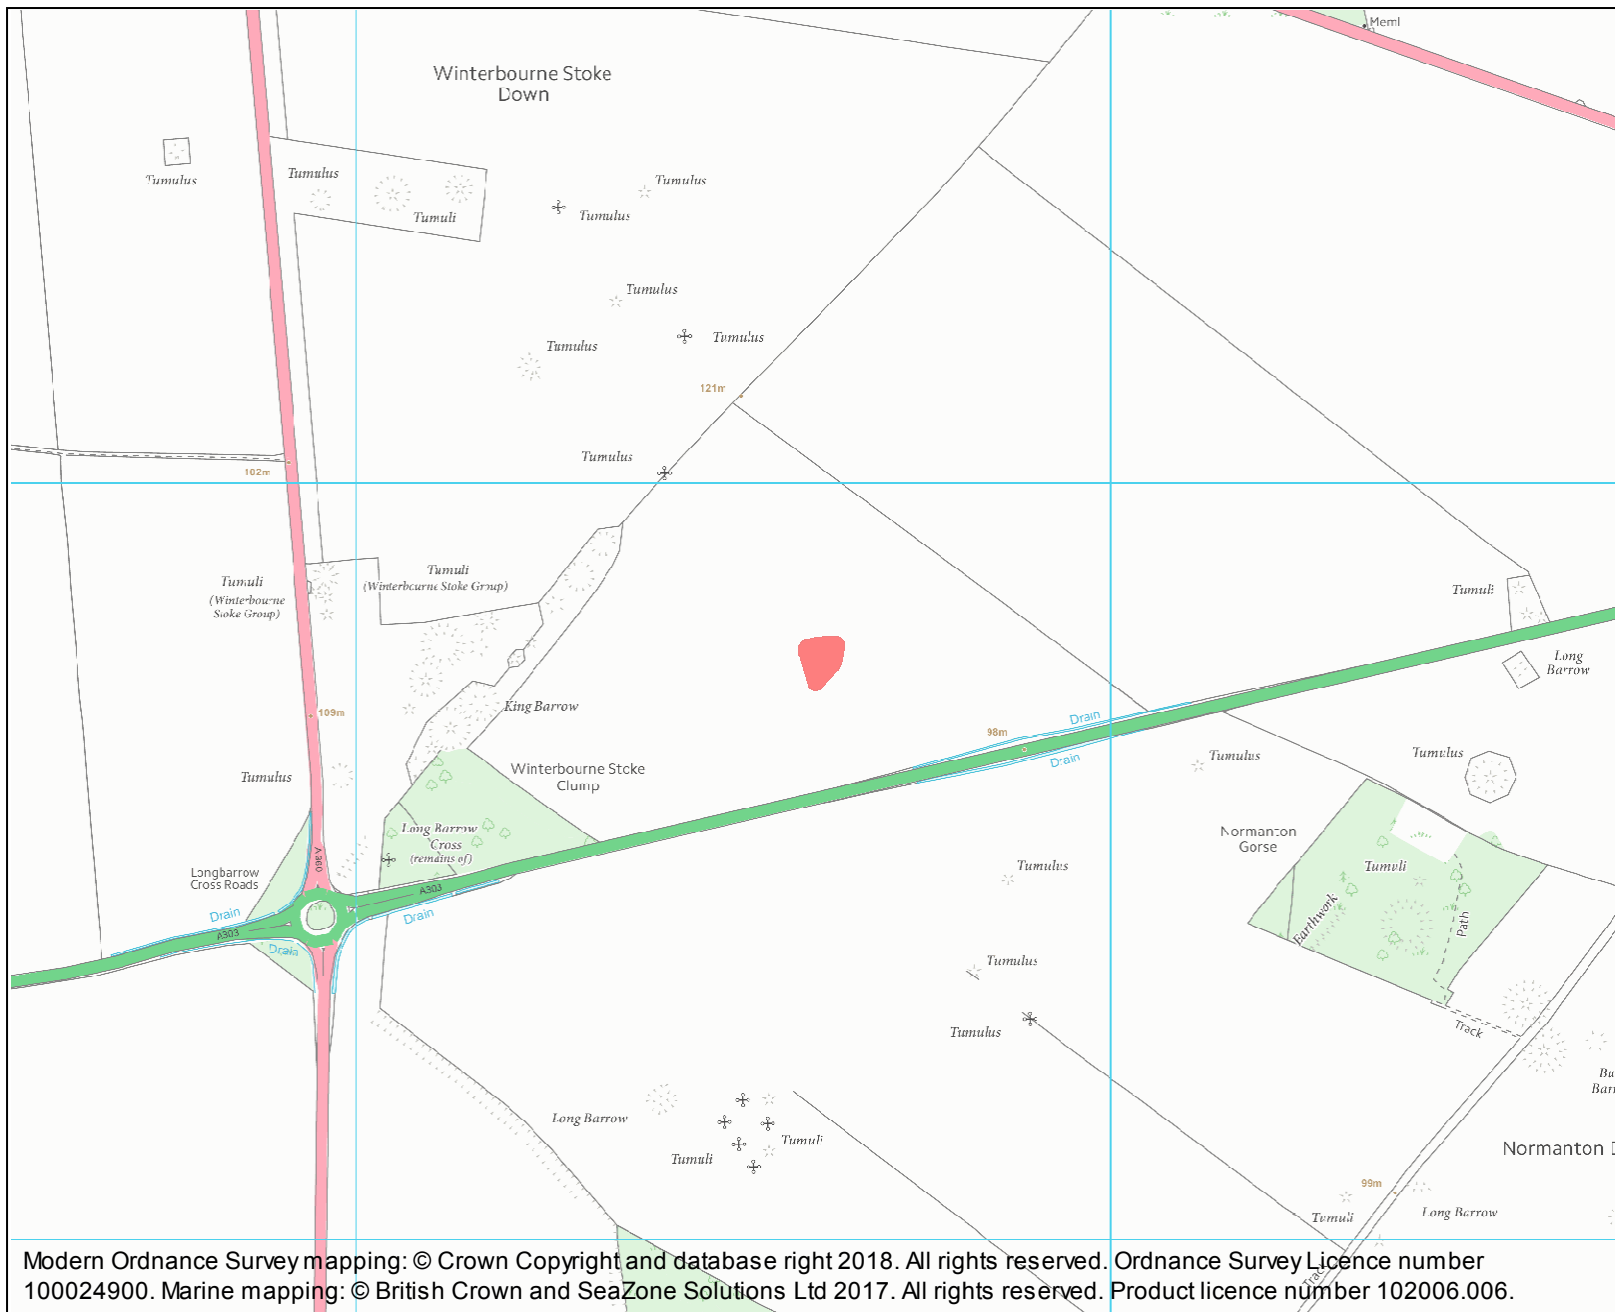 Meml
Winterbourne Stoke
Down
Tumulus
Tumulus
Tumuli
Tumulus
Tumulus
Tumulus
Tumulus
Tumulus
121m
Tumulus
102m
Tumuli
(Winterbourne
Stoke Group)
Tumuli
(Winterbourne Stoke Group)
Tumuli
Long
Barrow
King Barrow
109m
Drain
98m
Drain
Tumulus
Tumulus
Tumulus
Winterbourne Stoke
Clump
Long Barrow
Cross
(remains of)
Normanton
Gorse
Tumuli
A360
Longbarrow
Cross Roads
Tumulus
A303
Drain
Drain
A303
Drain
Earthwork
Path
Tumulus
Tumulus
Track
Bu
Barr
Long Barrow
Tumuli
Tumuli
Normanton D
99m
Tumuli
Long Barrow
Track
Modern Ordnance Survey mapping: © Crown Copyright and database right 2018. All rights reserved. Ordnance Survey Licence number
100024900. Marine mapping: © British Crown and SeaZone Solutions Ltd 2017. All rights reserved. Product licence number 102006.006.